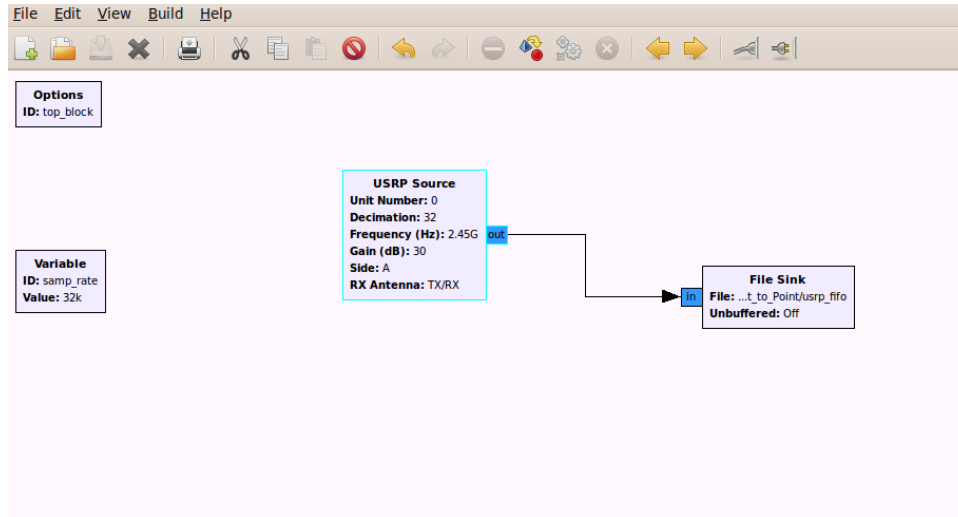 File Edit View Build Help
Options
ID: top_block
USRP Source
Unit Number: 0
Decimation: 32
Frequency (Hz): 2.45G
Gain (dB): 30
Side: A
RX Antenna: TX/RX
out
Variable
ID: samp_rate
Value: 32k
in
File Sink
File: ...t_to_Point/usrp_fifo
Unbuffered: Off